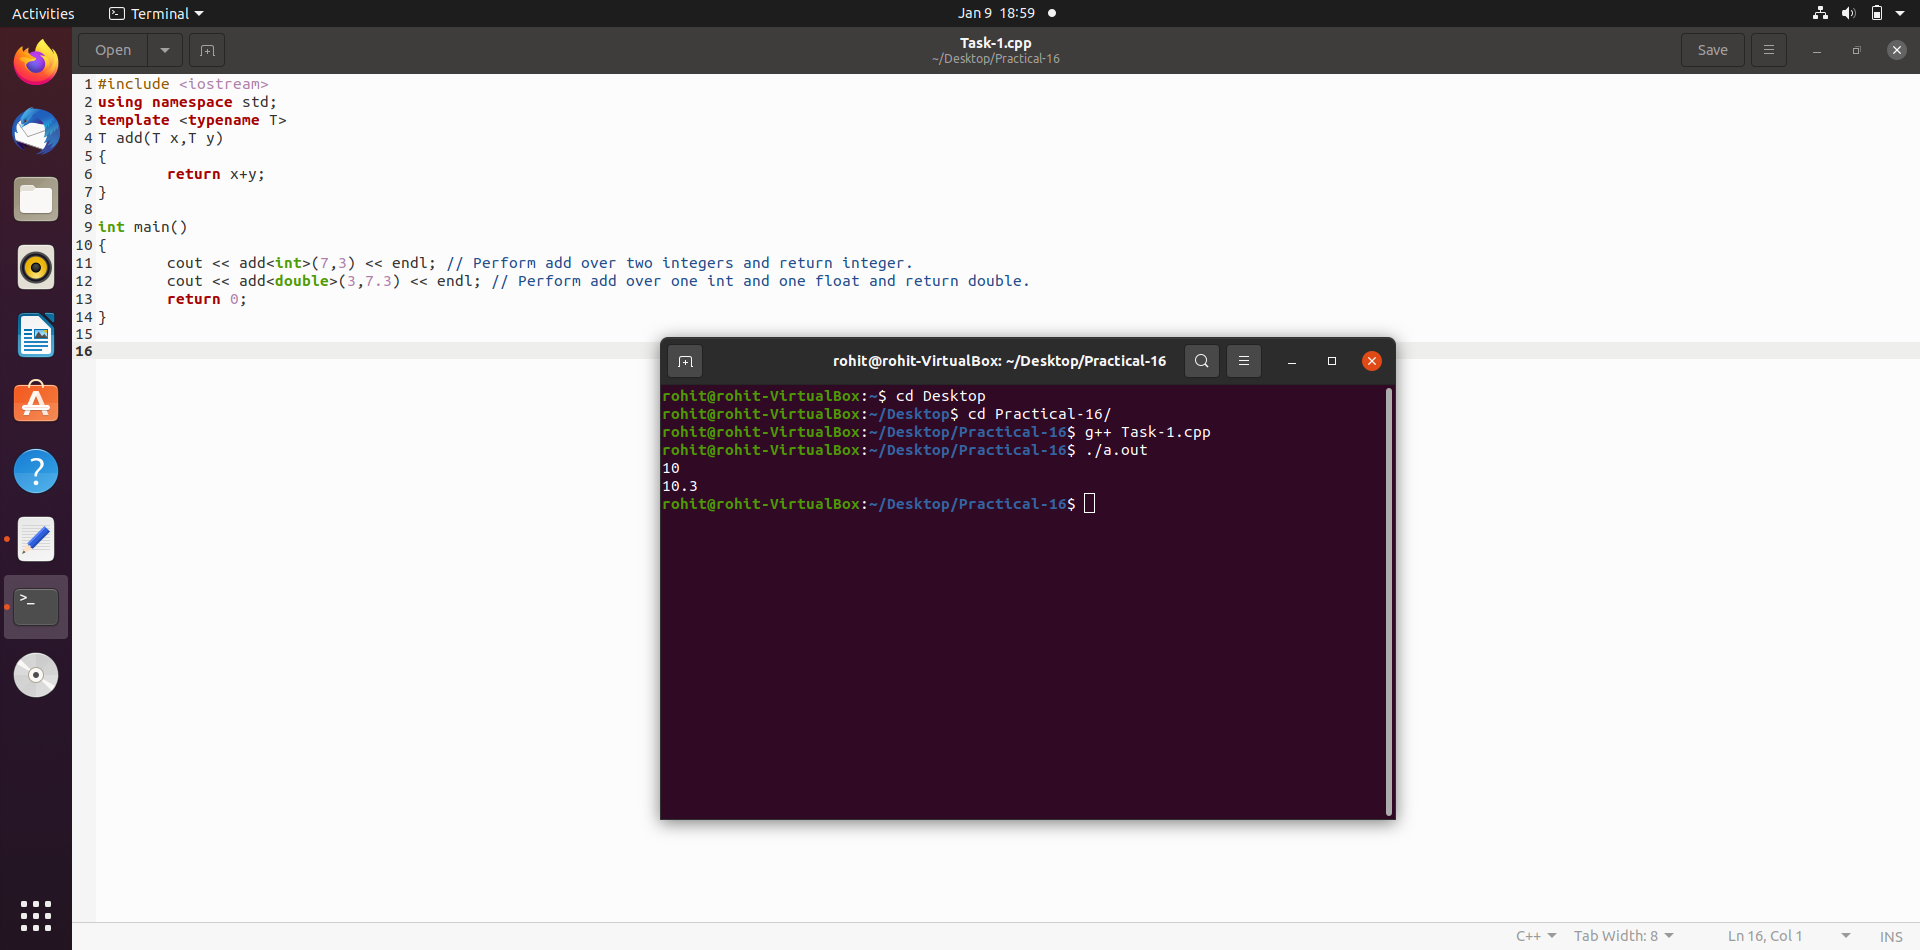 Activities Terminal Jan 9 18:59
Open Task-1.cpp Save
~/Desktop/Practical-16
1 #include <iostream>
2 using namespace std;
3 template <typename T>
4 T add(T x,T y)
5 {
6 return x+y;
7 }
8
9 int main()
10 {
11 cout << add<int>(7,3) << endl; // Perform add over two integers and return integer.
12 cout << add<double>(3,7.3) << endl; // Perform add over one int and one float and return double.
13 return 0;
14 }
15
16
rohit@rohit-VirtualBox: ~/Desktop/Practical-16
rohit@rohit-VirtualBox:~$ cd Desktop
rohit@rohit-VirtualBox:~/Desktop$ cd Practical-16/
rohit@rohit-VirtualBox:~/Desktop/Practical-16$ g++ Task-1.cpp
rohit@rohit-VirtualBox:~/Desktop/Practical-16$ ./a.out
10
10.3
rohit@rohit-VirtualBox:~/Desktop/Practical-16$
C++ Tab Width: 8 Ln 16, Col 1 INS